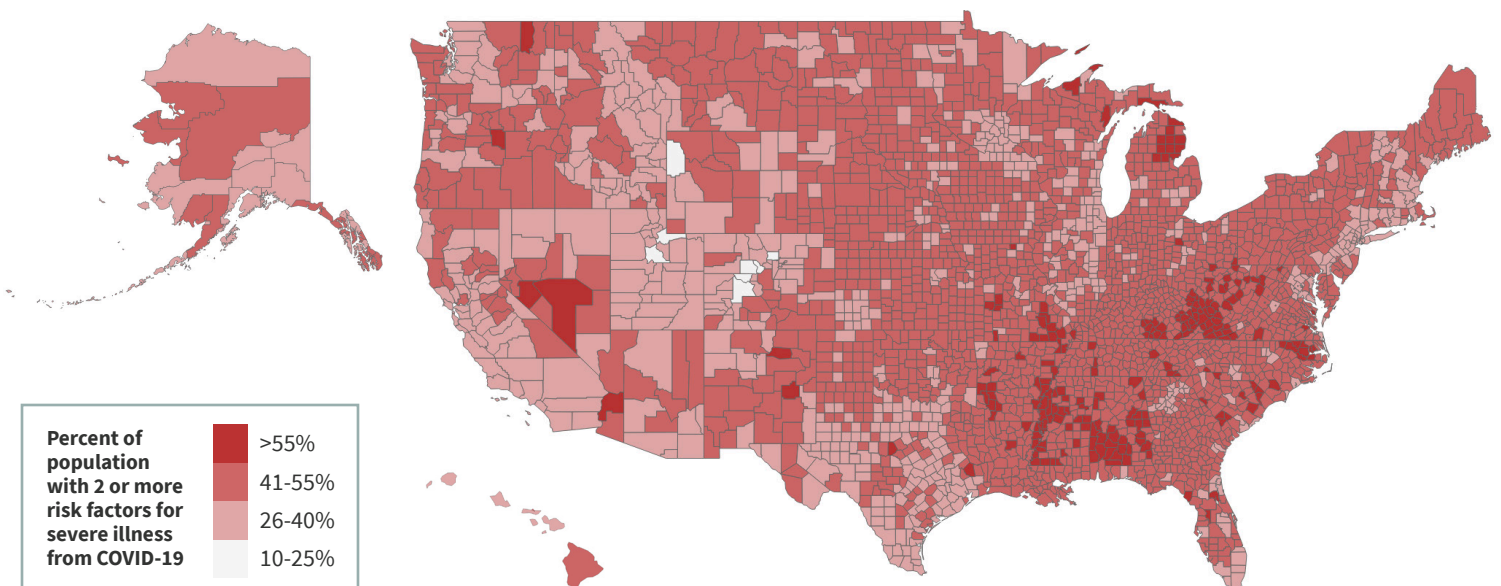 Percent of
population
with 2 or more
risk factors for
severe illness
from COVID-19
>55%
41-55%
26-40%
10-25%